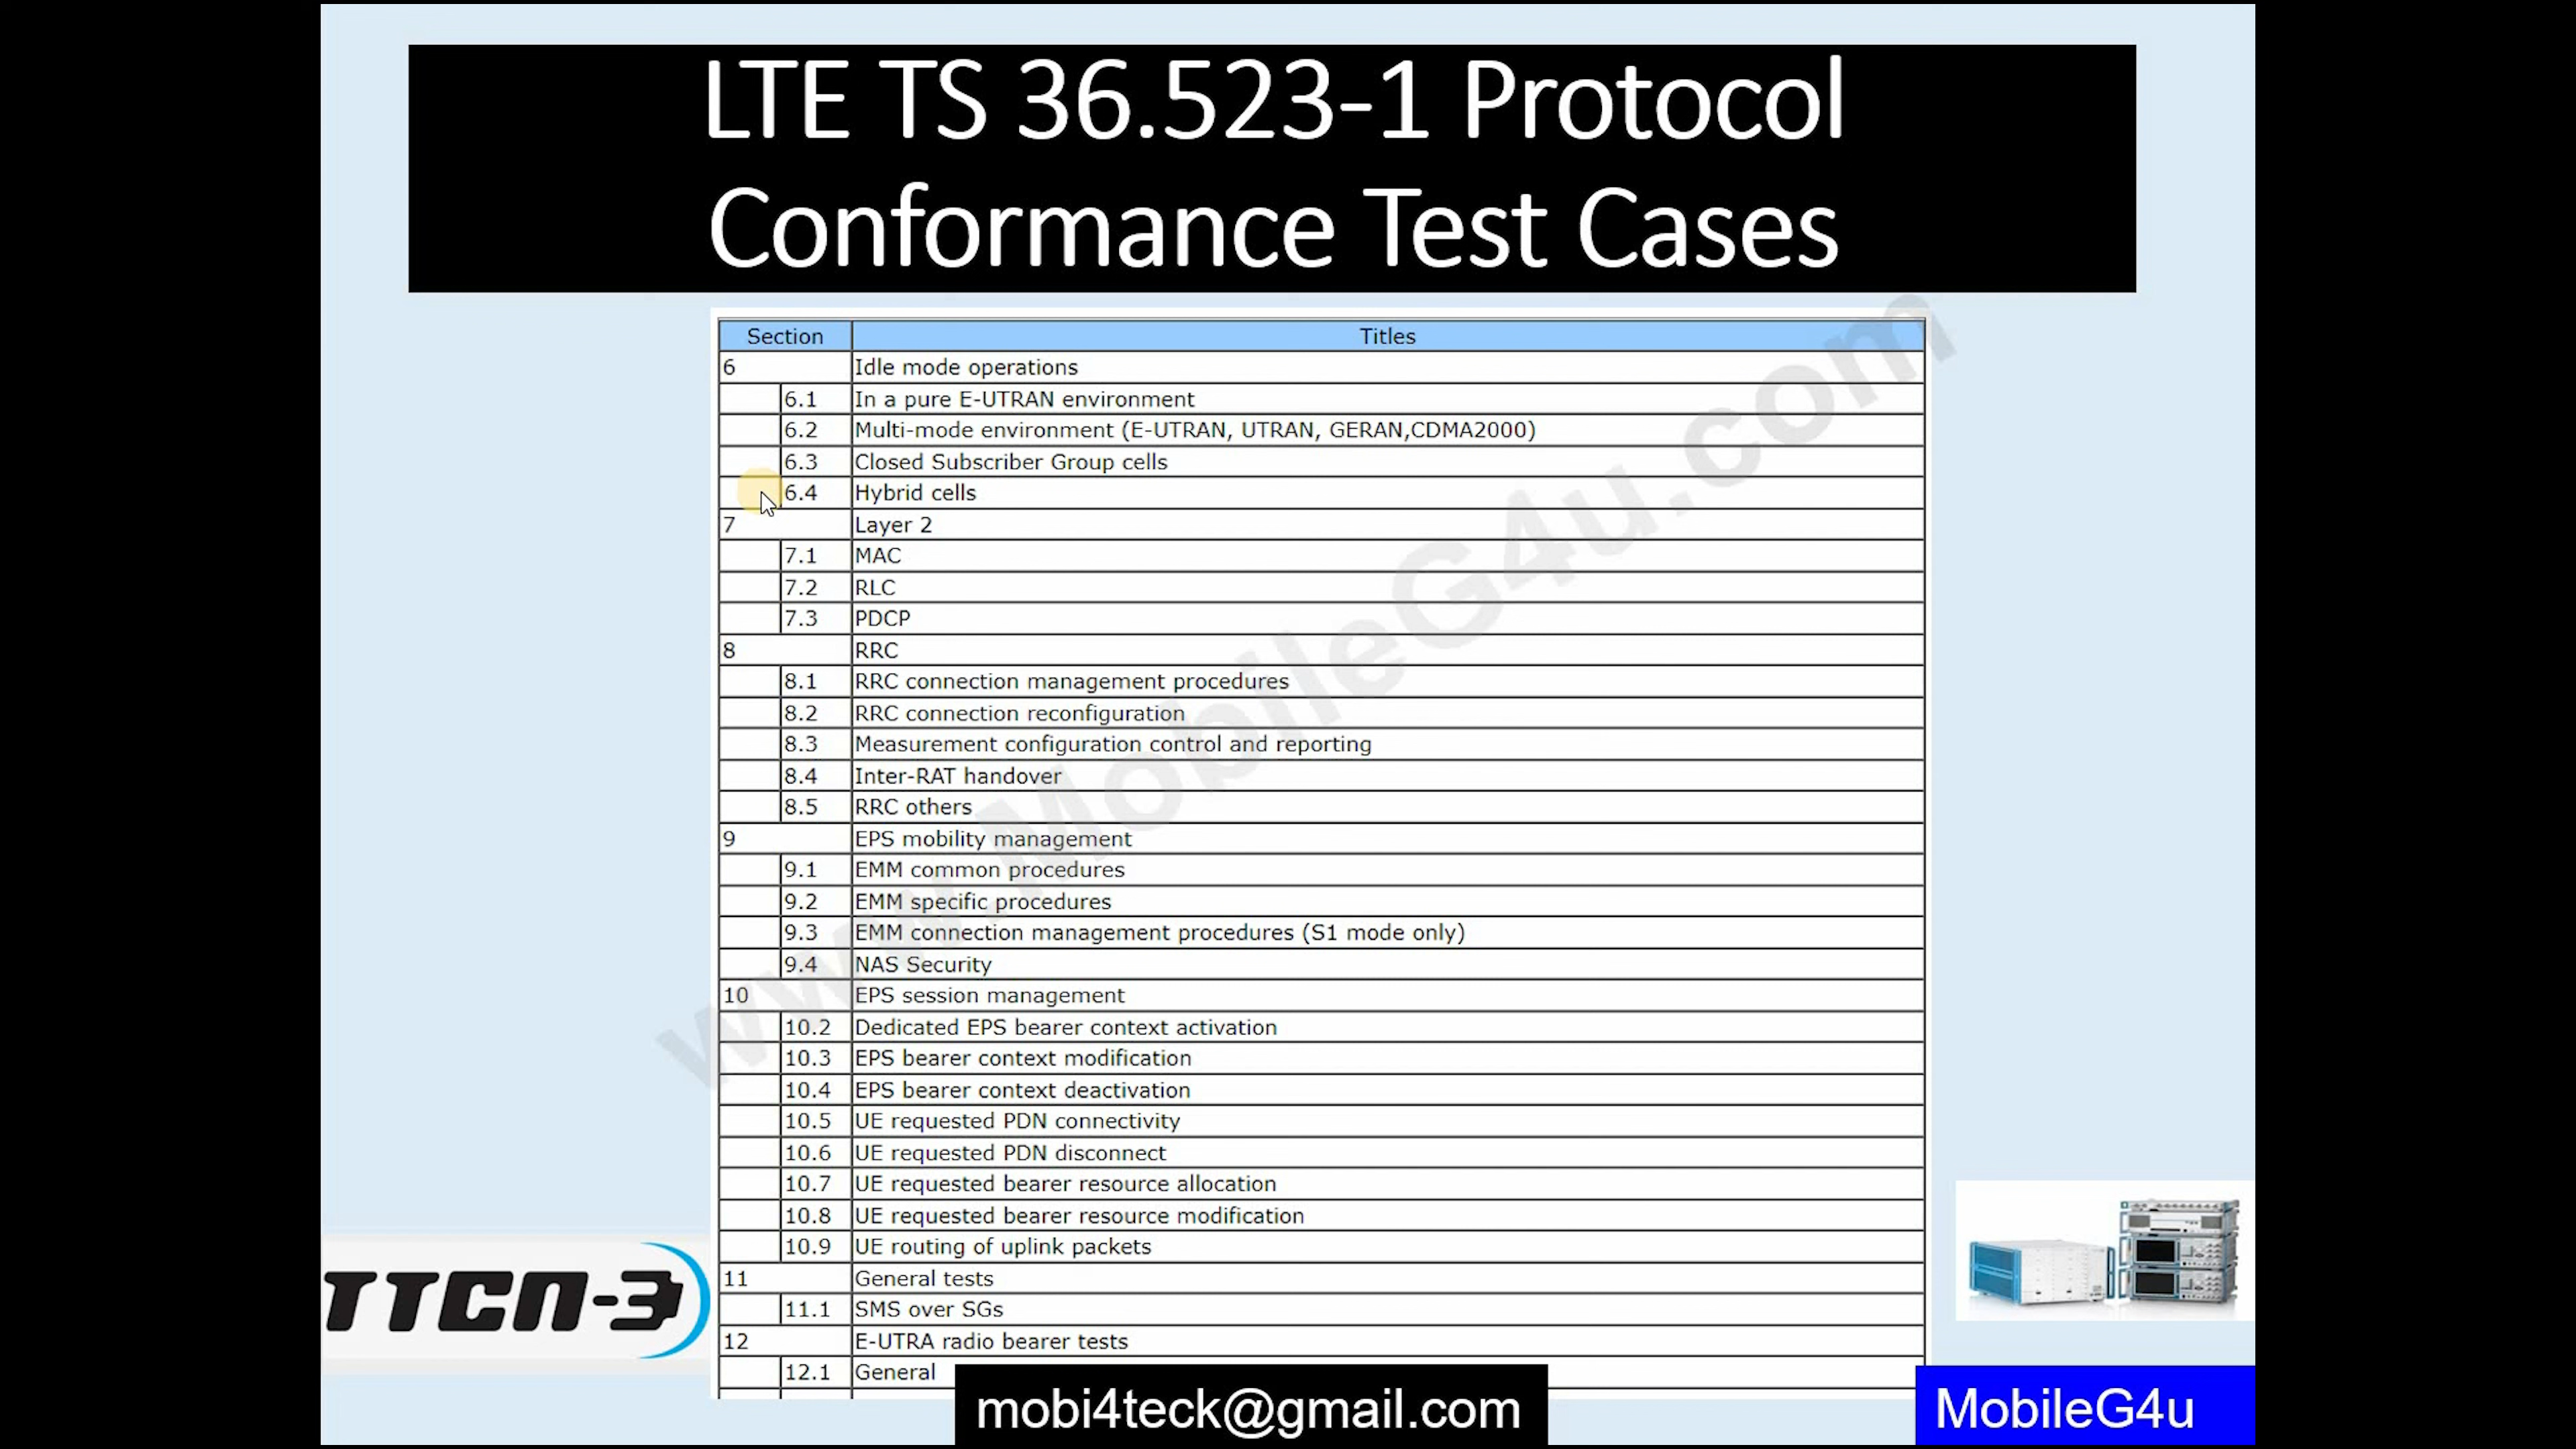 LTE TS 36.523-1 Protocol
Conformance Test Cases
Section Titles
6 Idle mode operations
6.1 In a pure E-UTRAN environment
6.2 Multi-mode environment (E-UTRAN, UTRAN, GERAN,CDMA2000)
6.3 Closed Subscriber Group cells
6.4 Hybrid cells
7 Layer 2
7.1 MAC
7.2 RLC
7.3 PDCP
8 RRC
8.1 RRC connection management procedures
8.2 RRC connection reconfiguration
8.3 Measurement configuration control and reporting
8.4 Inter-RAT handover
8.5 RRC others
9 EPS mobility management
9.1 EMM common procedures
9.2 EMM specific procedures
9.3 EMM connection management procedures (S1 mode only)
9.4 NAS Security
10 EPS session management
10.2 Dedicated EPS bearer context activation
10.3 EPS bearer context modification
10.4 EPS bearer context deactivation
10.5 UE requested PDN connectivity
10.6 UE requested PDN disconnect
10.7 UE requested bearer resource allocation
10.8 UE requested bearer resource modification
10.9 UE routing of uplink packets
11 General tests
11.1 SMS over SGs
12 E-UTRA radio bearer tests
12.1 General
www.MobileG4u.com
TTCN-3
mobi4teck@gmail.com
MobileG4u